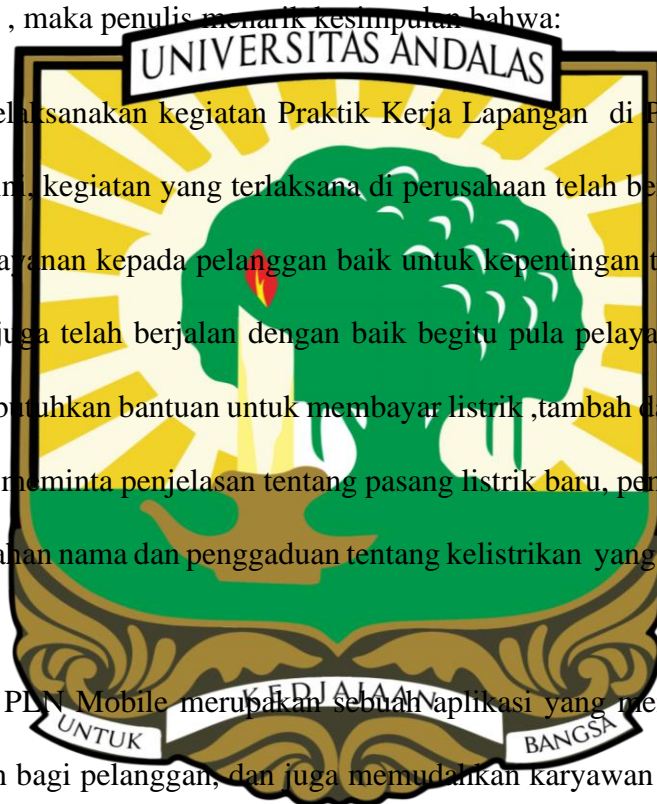 , maka penulis menarik kesimpulan bahwa:
UNIVERSITAS ANDALAS
elaksanakan kegiatan Praktik Kerja Lapangan di P
ini, kegiatan yang terlaksana di perusahaan telah be
ayanan kepada pelanggan baik untuk kepentingan t
juga telah berjalan dengan baik begitu pula pelaya
butuhkan bantuan untuk membayar listrik ,tambah da
meminta penjelasan tentang pasang listrik baru, pen
ahan nama dan penggaduan tentang kelistrikan yang
PLN Mobile merupakan sebuah aplikasi yang me
KEDJAJAAN
UNTUK
BANGSA
n bagi pelanggan, dan juga memudahkan karyawan